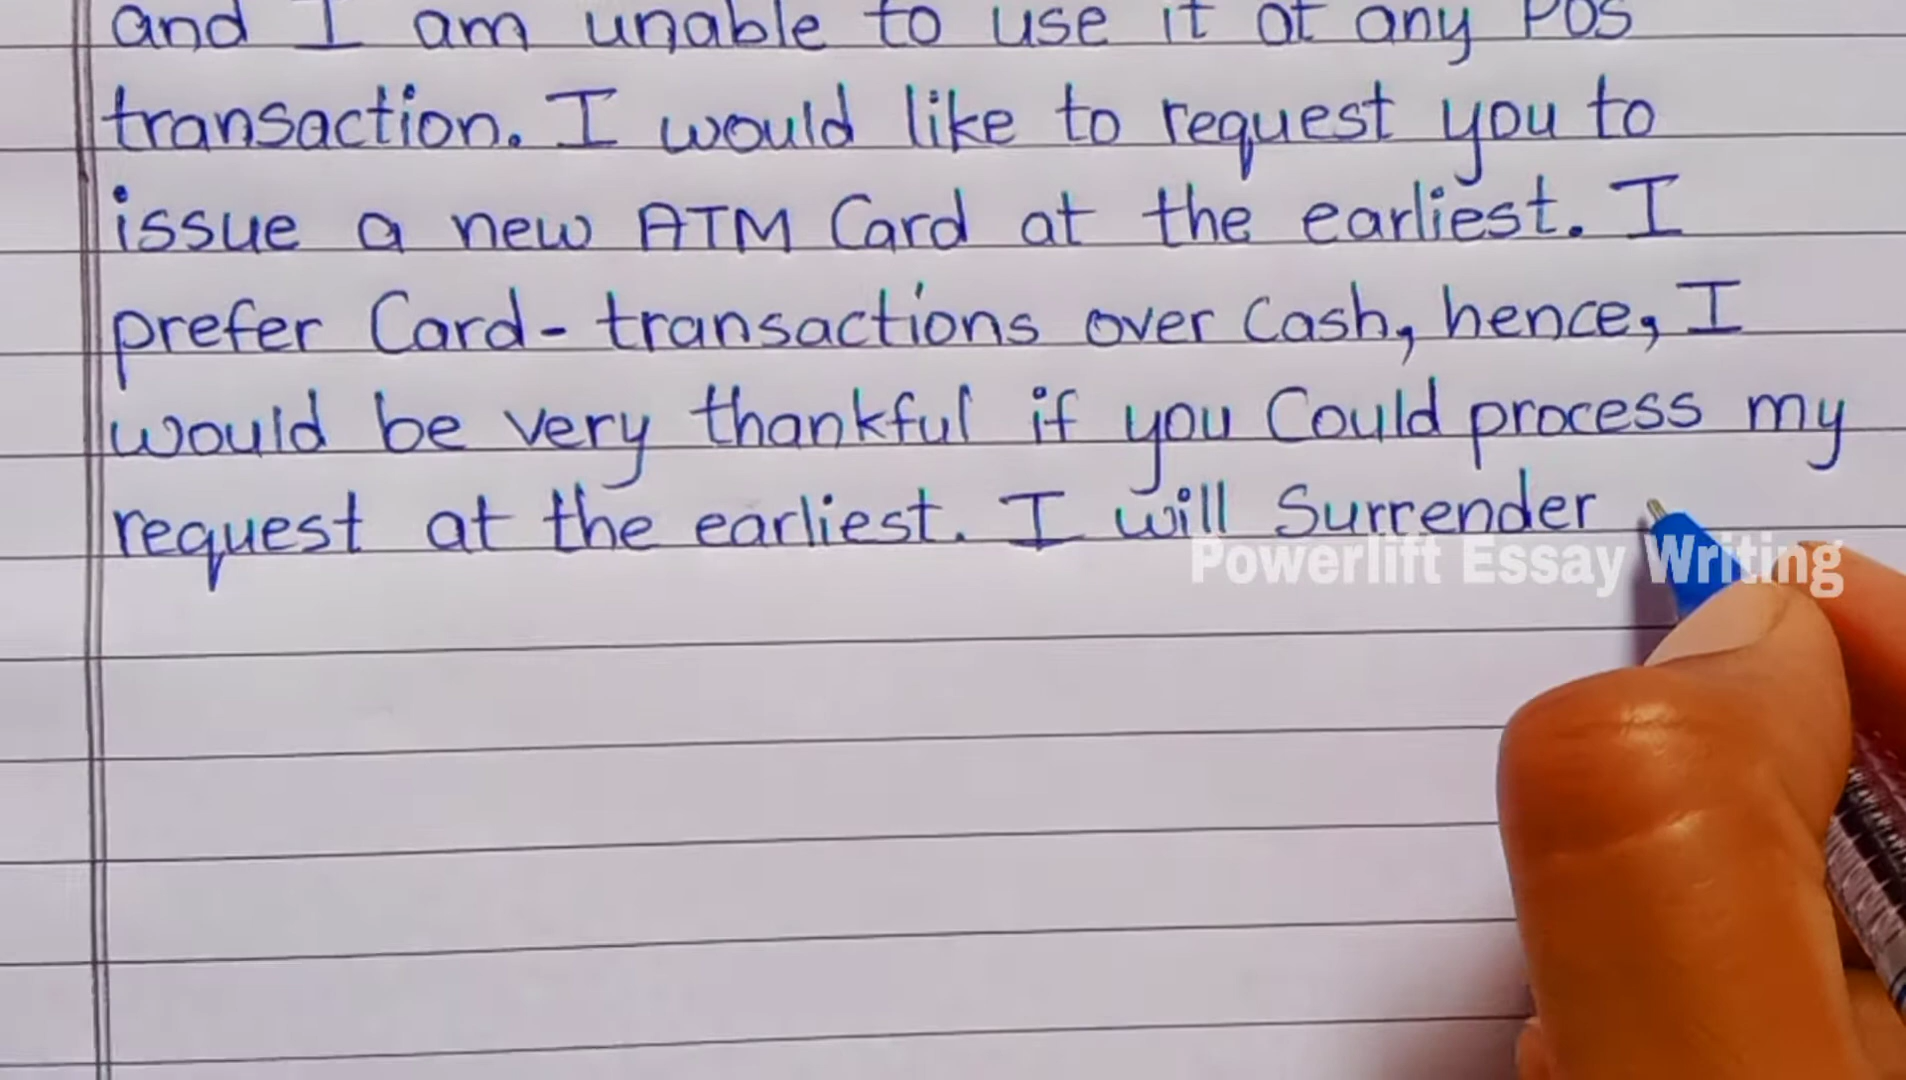 and I am unable to use it at any POS
transaction. I would like to request you to
issue a new ATM Card at the earliest. I
prefer Card-transactions over Cash, hence, I
would be very thankful if you Could process my
request at the earliest. I will Surrender
Powerlift Essay Writing